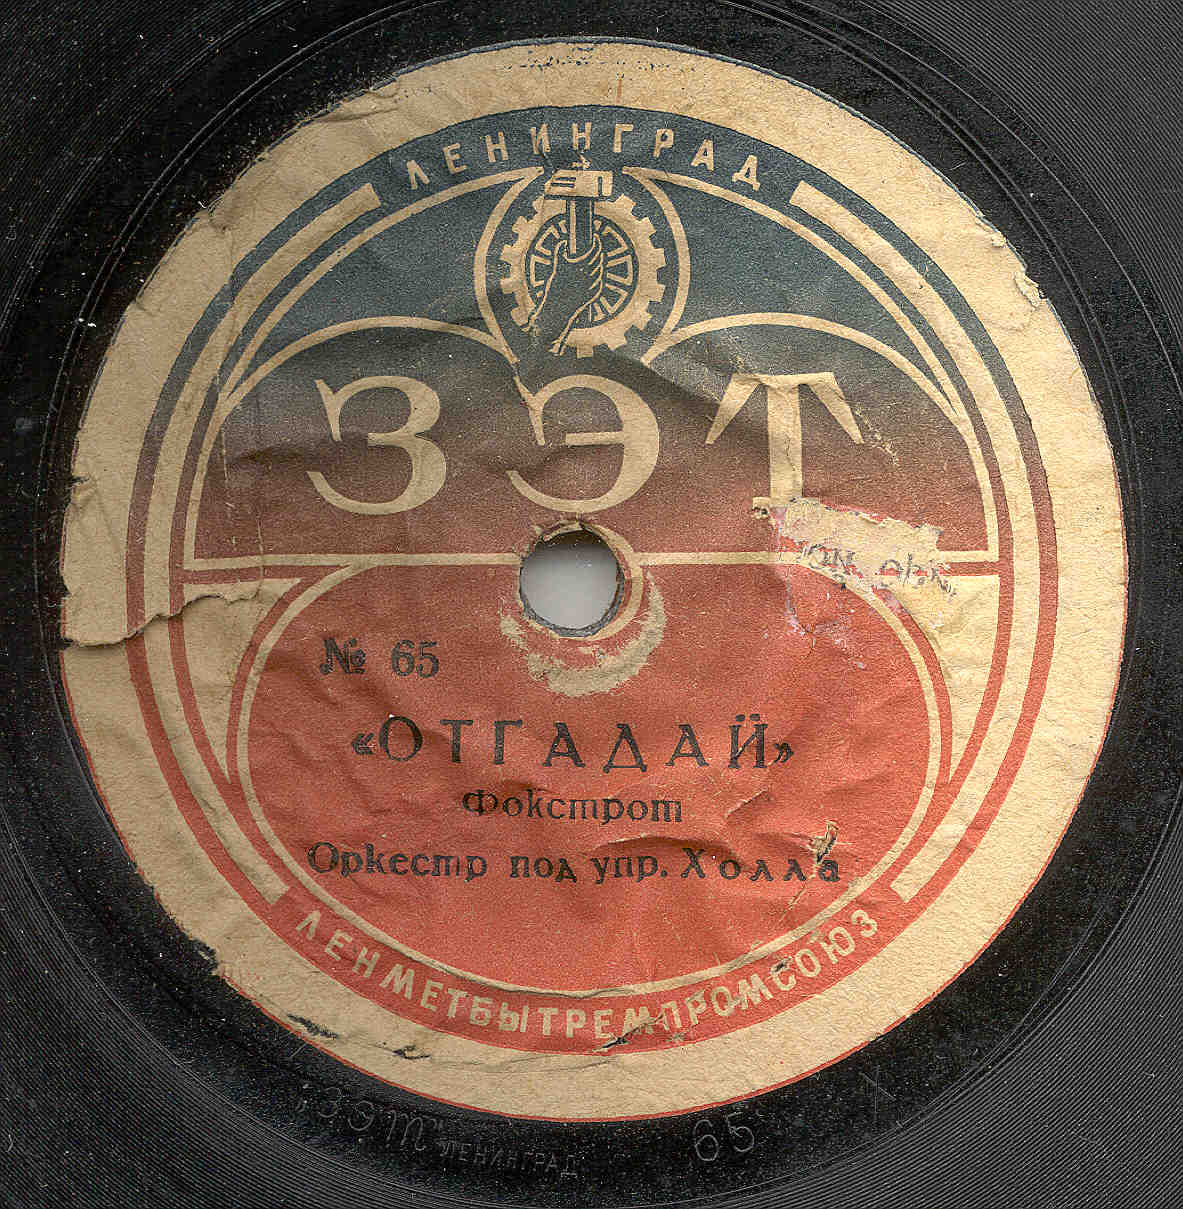 ЛЕНИНГРАД
ЗЭТ
№ 65
«ОТГАДАЙ»
Фокстрот
Оркестр под упр. Холла
ЛЕНМЕТБЫТРЕМПРОМСОЮЗ
„ЗЭТ" ЛЕНИНГРАД 65